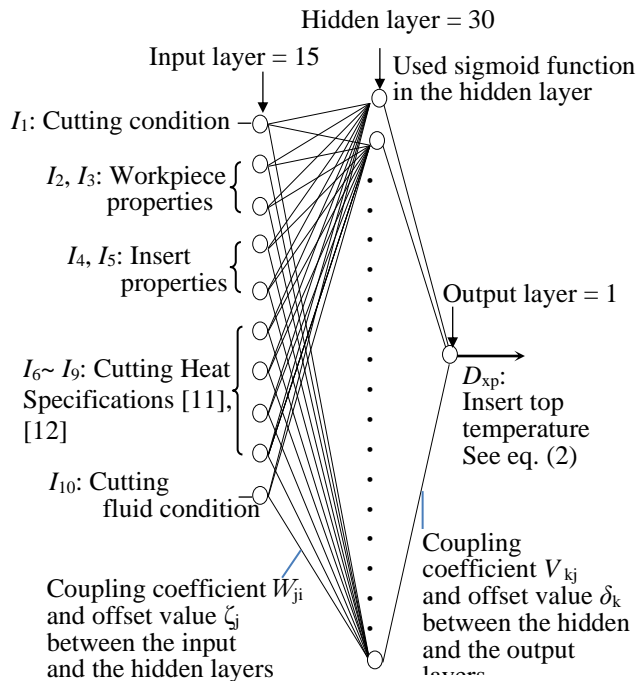 Hidden layer = 30
Input layer = 15
Used sigmoid function
in the hidden layer
I1: Cutting condition
I2, I3: Workpiece
properties
I4, I5: Insert
properties
Output layer = 1
I6~ I9: Cutting Heat
Specifications [11],
[12]
Dxp:
Insert top
temperature
See eq. (2)
I10: Cutting
fluid condition
Coupling coefficient Wji
and offset value ζj
between the input
and the hidden layers
Coupling
coefficient Vkj
and offset value δk
between the hidden
and the output
layers